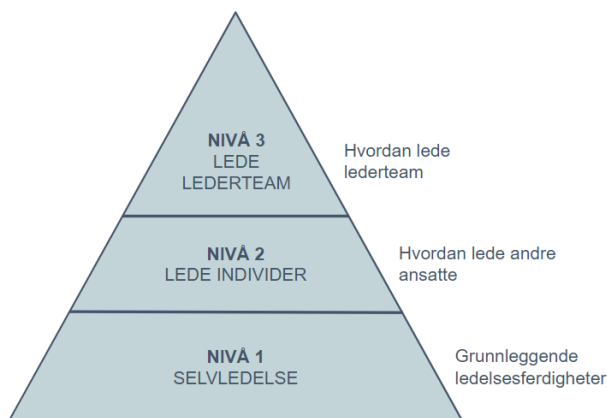 NIVÅ 3
LEDE
LEDERTEAM
Hvordan lede
lederteam
NIVÅ 2
LEDE INDIVIDER
Hvordan lede andre
ansatte
NIVÅ 1
SELVLEDELSE
Grunnleggende
ledelsesferdigheter